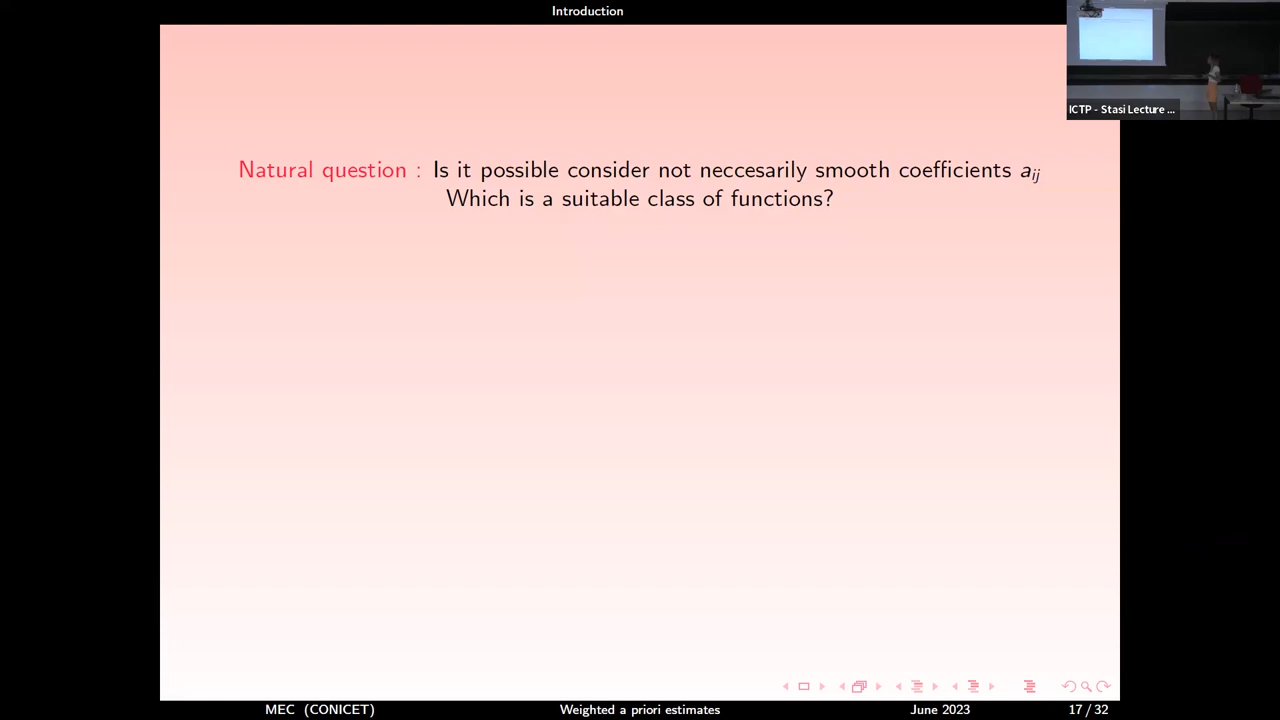 Introduction
ICTP - Stasi Lecture ...
Natural question : Is it possible consider not neccesarily smooth coefficients aij
Which is a suitable class of functions?
MEC (CONICET) Weighted a priori estimates June 2023 17 / 32